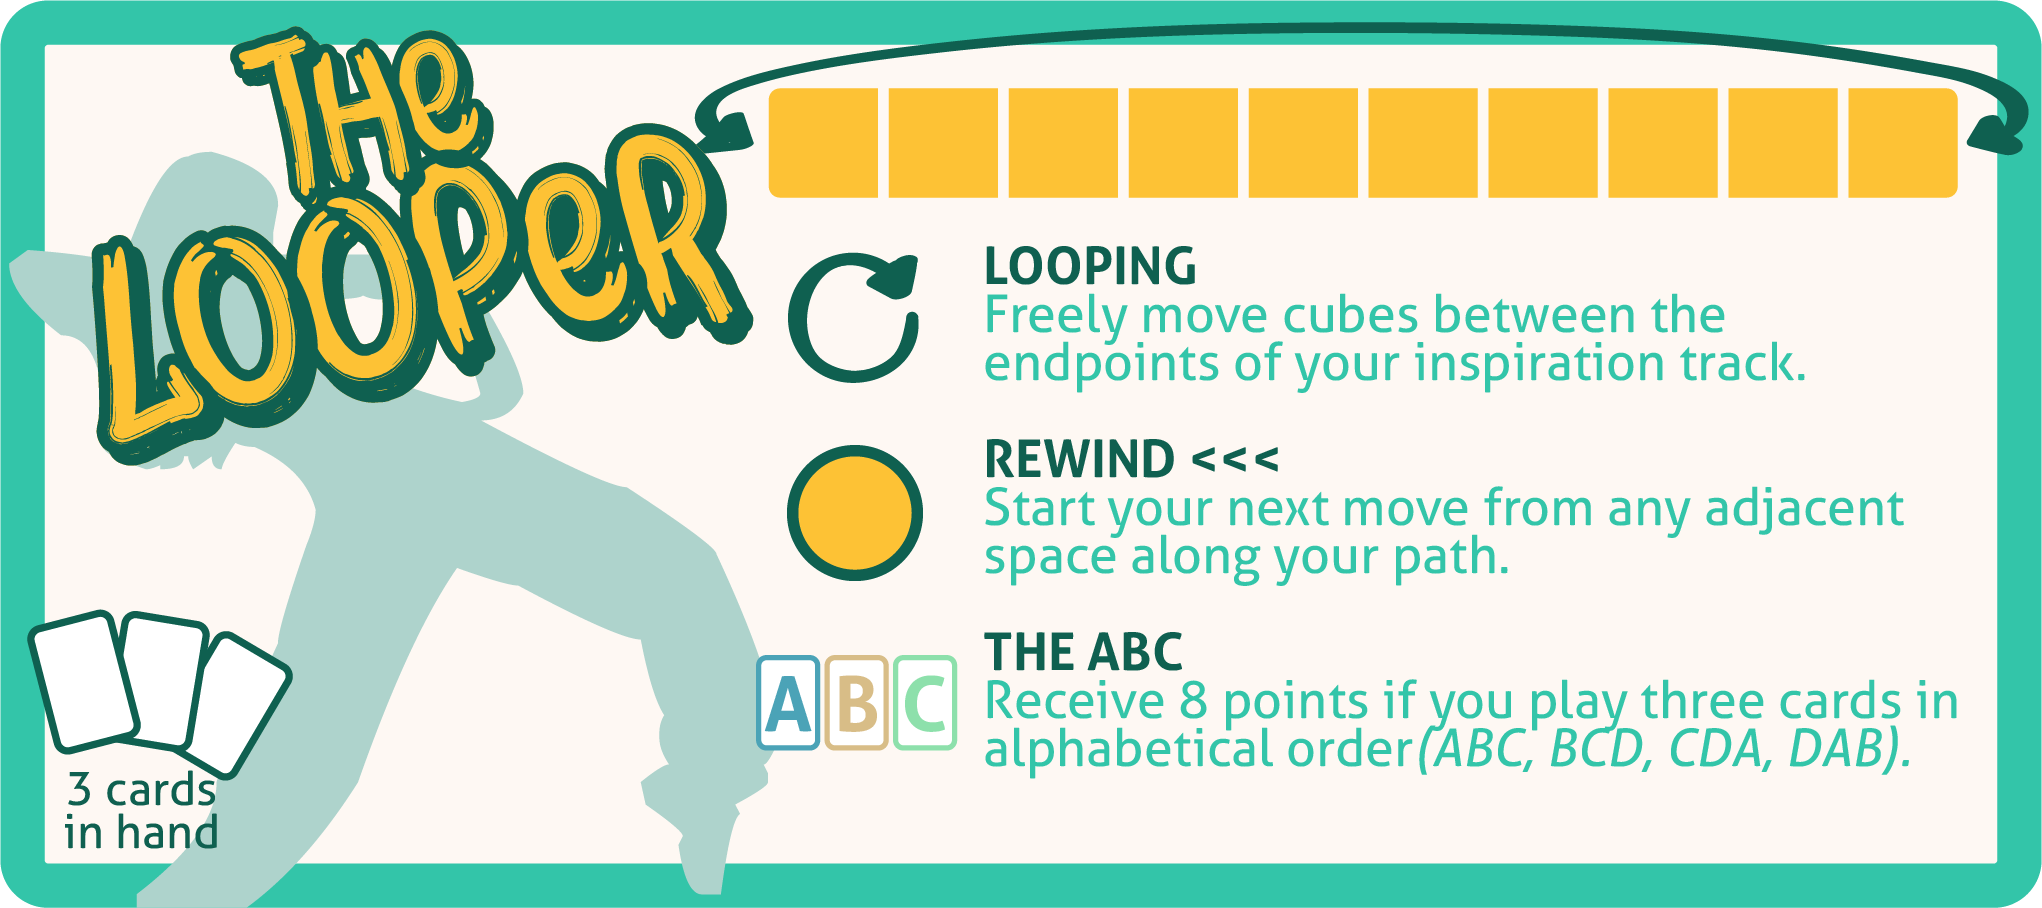 THE
LOOPER
LOOPING
Freely move cubes between the
endpoints of your inspiration track.
REWIND <<<
Start your next move from any adjacent
space along your path.
A B C
THE ABC
Receive 8 points if you play three cards in
alphabetical order(ABC, BCD, CDA, DAB).
3 cards
in hand